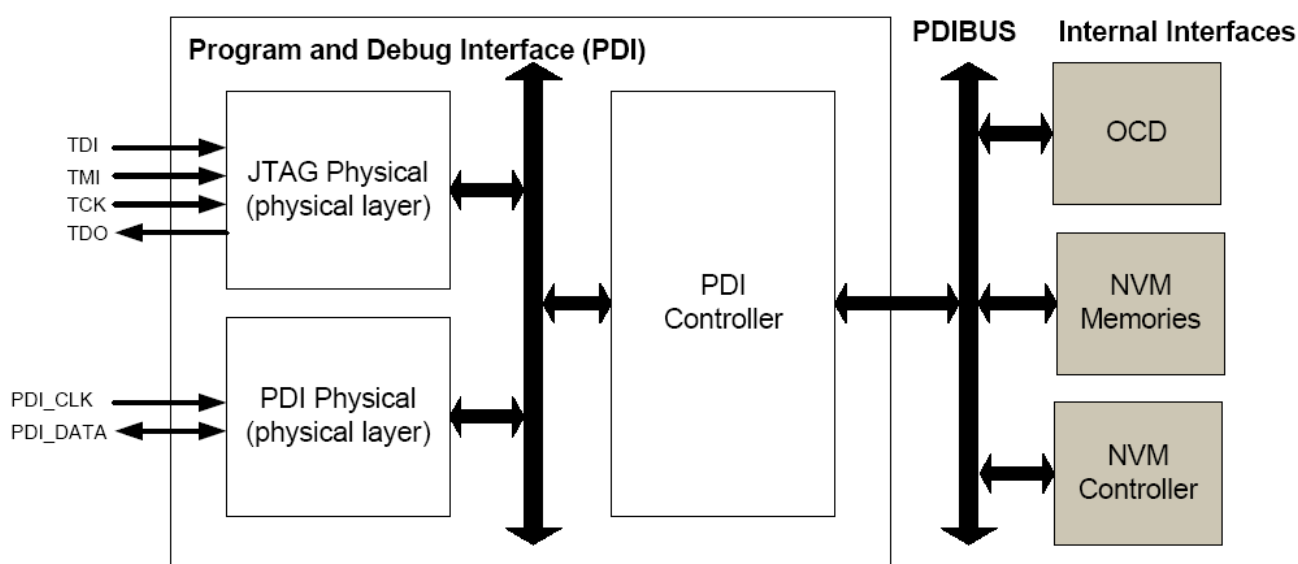 Program and Debug Interface (PDI)
PDIBUS
Internal Interfaces
TDI
TMI
TCK
TDO
JTAG Physical
(physical layer)
PDI_CLK
PDI_DATA
PDI Physical
(physical layer)
PDI
Controller
OCD
NVM
Memories
NVM
Controller